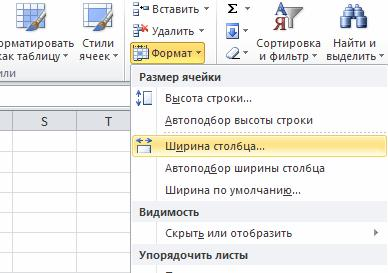 Вставить
Удалить
Формат
Σ
орматировать
как таблицу
Стили
ячеек
Сортировка
и фильтр
Найти и
выделить
или
Размер ячейки
Высота строки...
Автоподбор высоты строки
Ширина столбца...
Автоподбор ширины столбца
Ширина по умолчанию...
Видимость
Скрыть или отобразить
Упорядочить листы
S
T